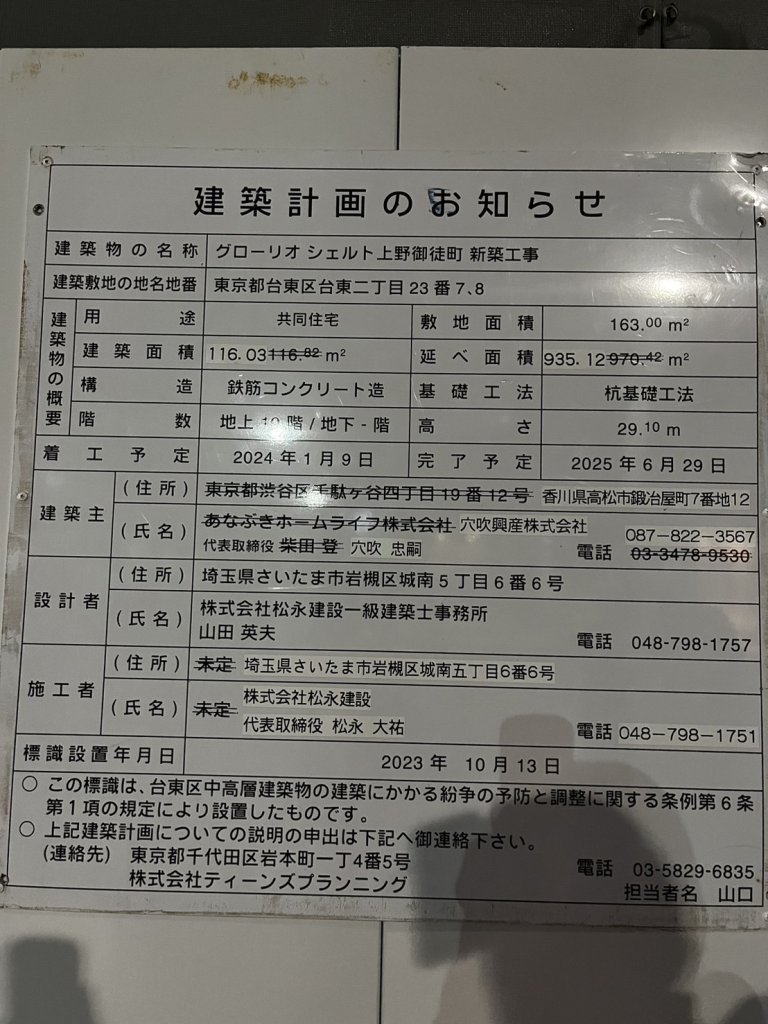 建築計画のお知らせ
建築物の名称 グローリオ シェルト上野御徒町 新築工事
建築敷地の地名地番 東京都台東区台東二丁目23番7、8
建築物の概要
用途 共同住宅 敷地面積 163.00 m²
建築面積 116.03 116.82 m² 延べ面積 935.12 970.42 m²
構造 鉄筋コンクリート造 基礎工法 杭基礎工法
階数 地上 階 / 地下 - 階 高さ 29.10 m
着工予定 2024年1月9日 完了予定 2025年6月29日
建築主 (住所) 東京都渋谷区千駄ヶ谷四丁目19番12号 香川県高松市鍛冶屋町7番地12
(氏名) あなぶきホームライフ株式会社 穴吹興産株式会社 087-822-3567
代表取締役 柴田 登 穴吹 忠嗣 電話 03-3478-9530
設計者 (住所) 埼玉県さいたま市岩槻区城南5丁目6番6号
(氏名) 株式会社松永建設一級建築士事務所
山田 英夫 電話 048-798-1757
施工者 (住所) 未定 埼玉県さいたま市岩槻区城南五丁目6番6号
(氏名) 未定 株式会社松永建設
代表取締役 松永 大祐 電話 048-798-1751
標識設置年月日 2023年 10月13日
○ この標識は、台東区中高層建築物の建築にかかる紛争の予防と調整に関する条例第6条
第1項の規定により設置したものです。
○ 上記建築計画についての説明の申出は下記へ御連絡下さい。
(連絡先) 東京都千代田区岩本町一丁4番5号 電話 03-5829-6835
株式会社ティーンズプランニング 担当者名 山口